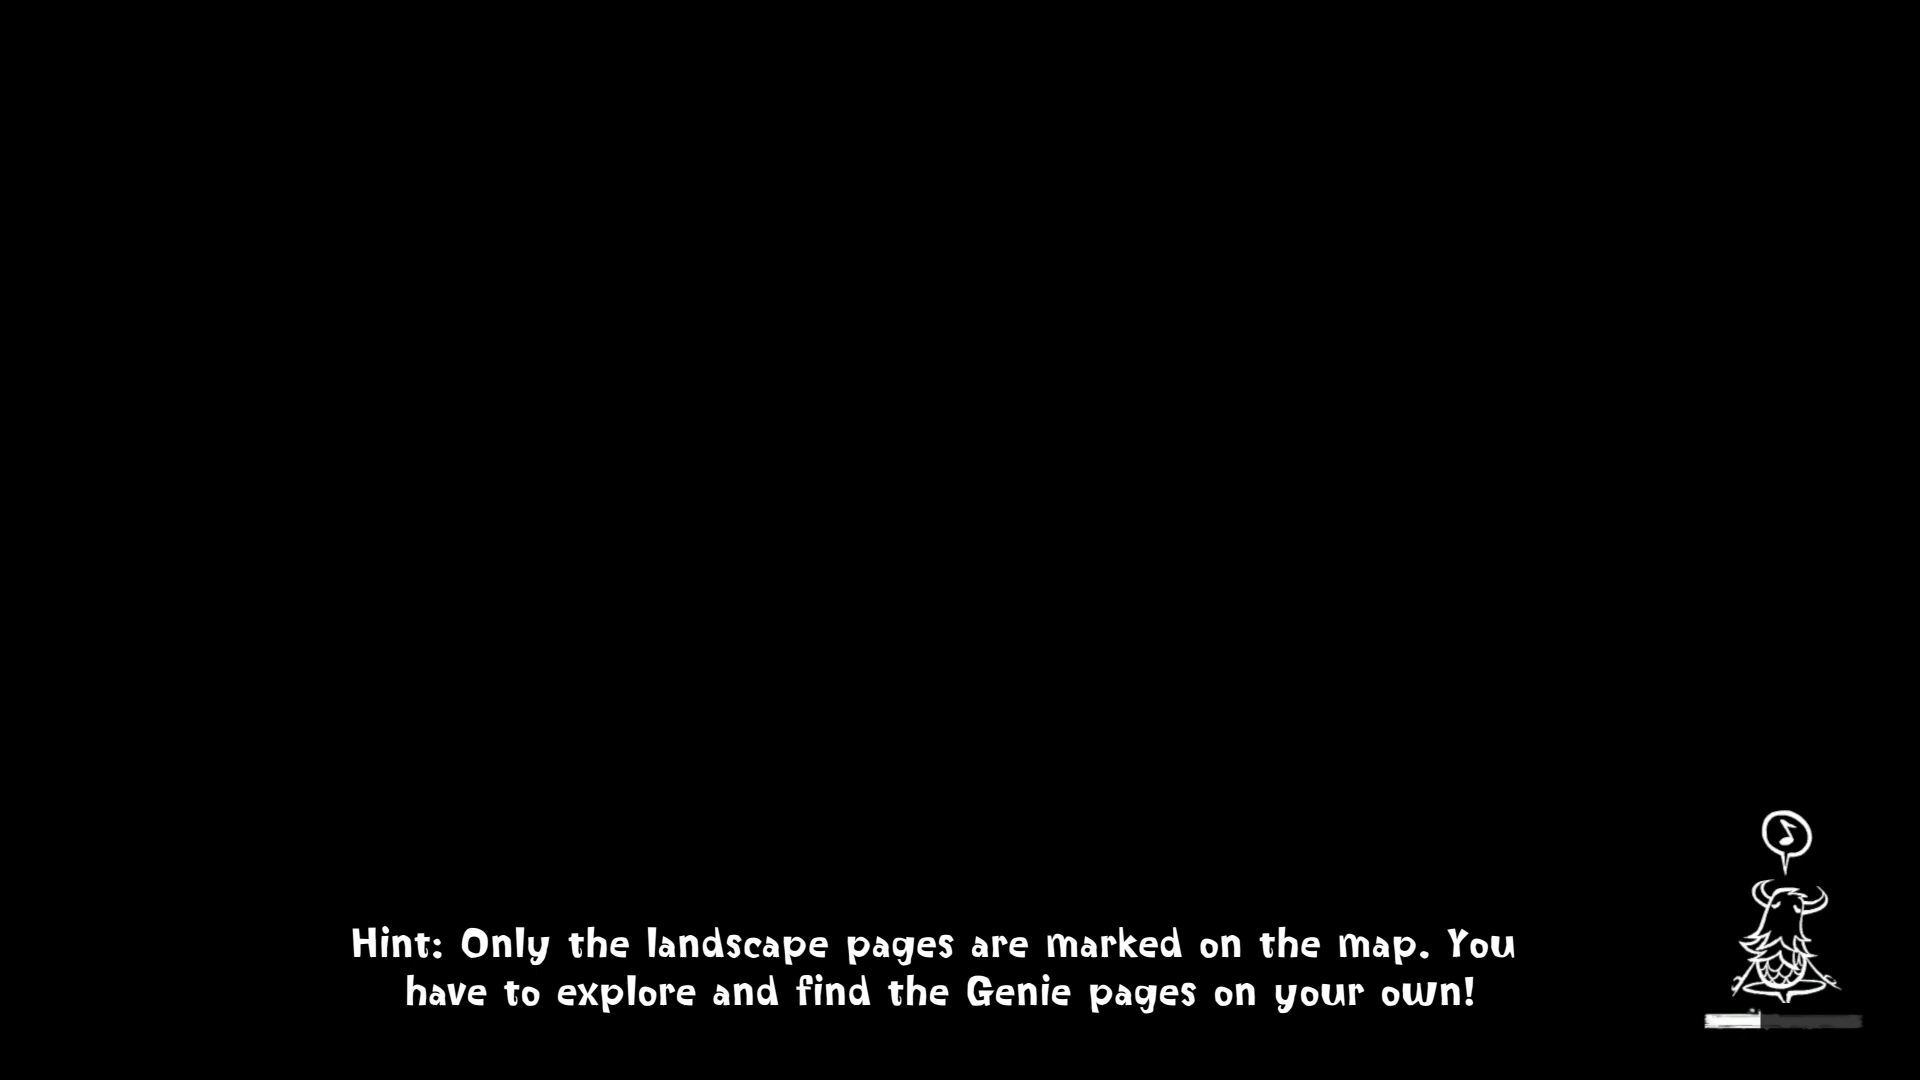 Hint: Only the landscape pages are marked on the map. You
have to explore and find the Genie pages on your own!